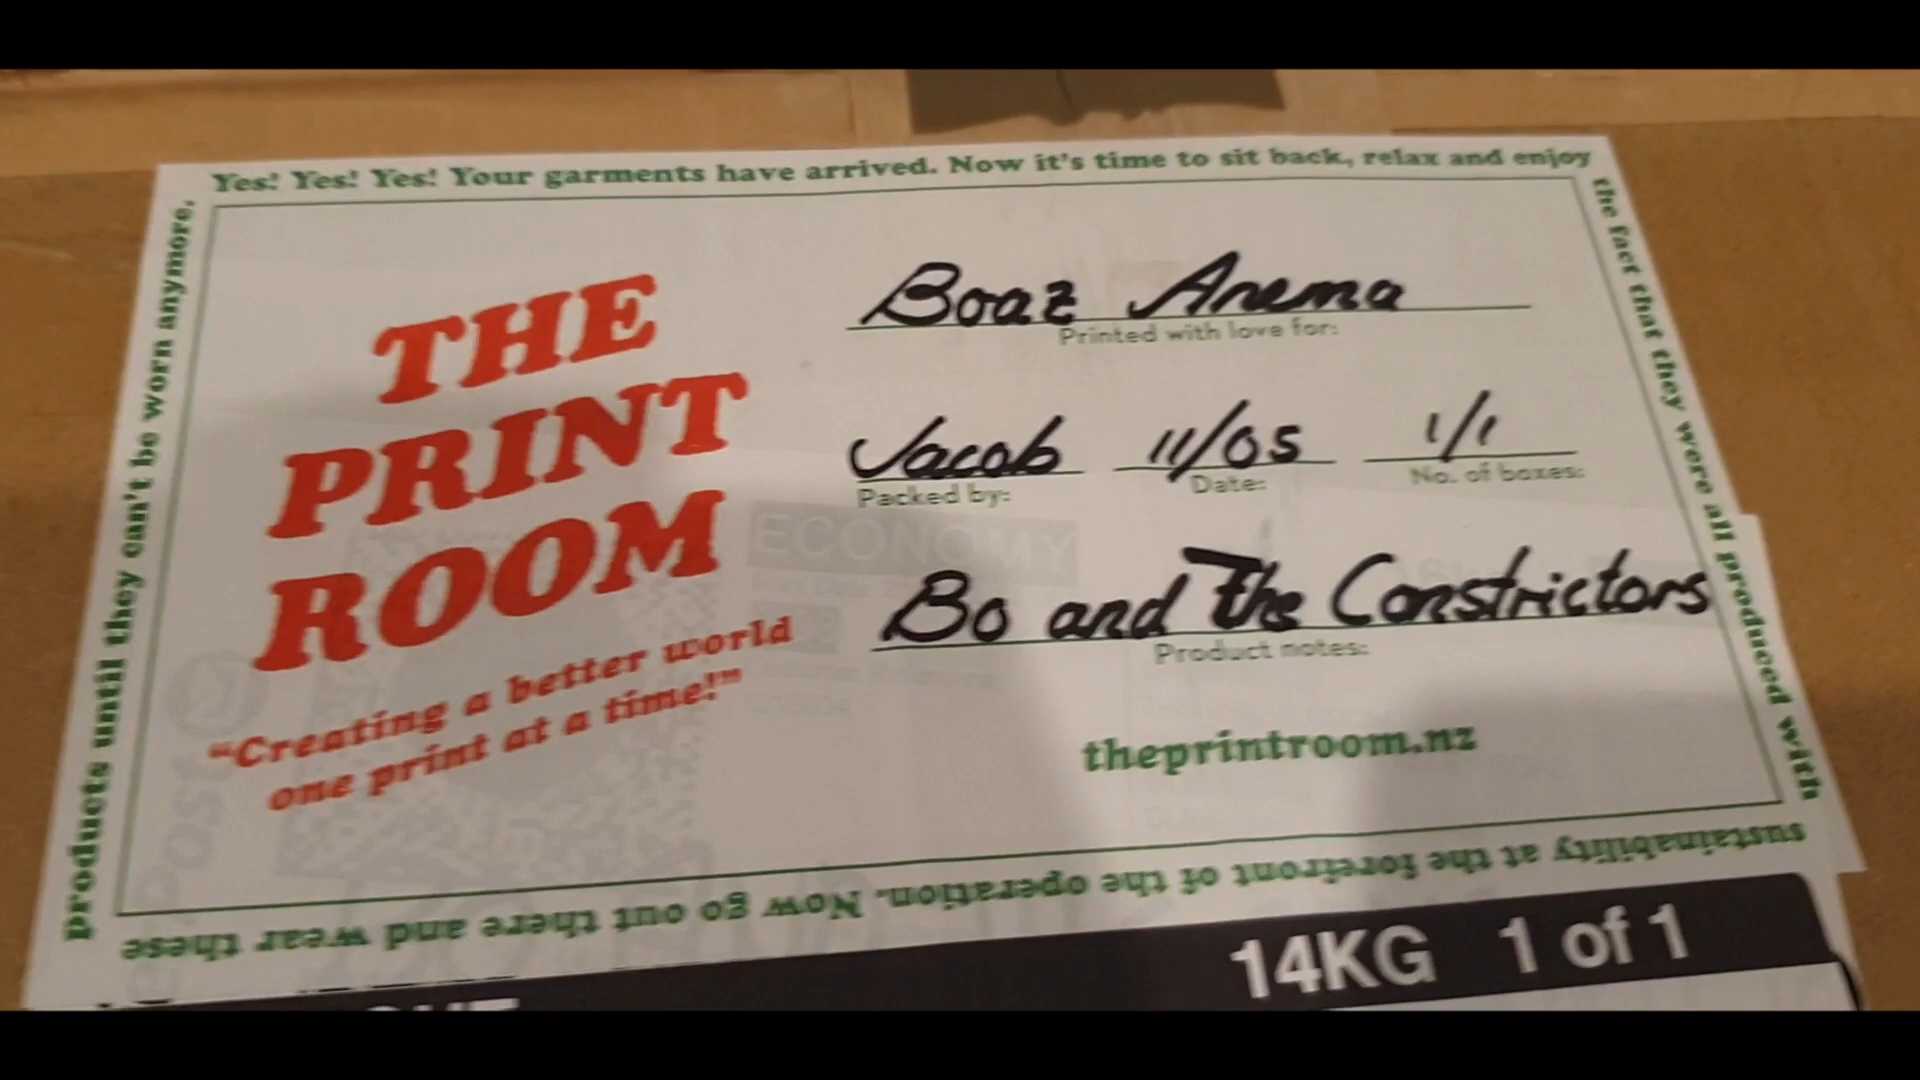 Yes! Yes! Yes! Your garments have arrived. Now it's time to sit back, relax and enjoy
the fact that they were all produced with
sustainability at the forefront of the operation. Now go out there and wear these
products until they can't be worn anymore.
THE
PRINT
ROOM
"Creating a better world
one print at a time!"
Boaz Anema
Printed with love for:
Jacob 11/05 1/1
Packed by: Date: No. of boxes:
Bo and The Constrictors
Product notes:
theprintroom.nz
ECONOMY
POST
14KG 1 of 1